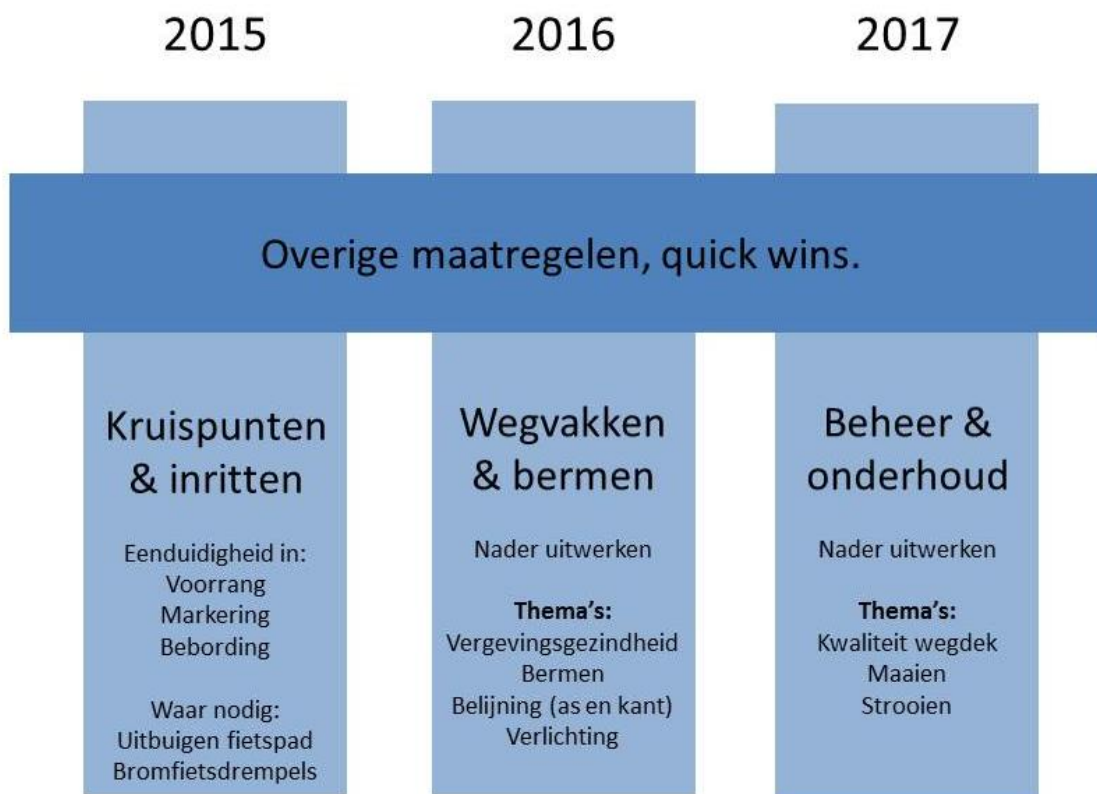 2015
2016
2017
Overige maatregelen, quick wins.
Kruispunten
& inritten
Eenduidigheid in:
Voorrang
Markering
Bebording
Waar nodig:
Uitbuigen fietspad
Bromfietsdrempels
Wegvakken
& bermen
Nader uitwerken
Thema's:
Vergevingsgezindheid
Bermen
Belijning (as en kant)
Verlichting
Beheer &
onderhoud
Nader uitwerken
Thema's:
Kwaliteit wegdek
Maaien
Strooien